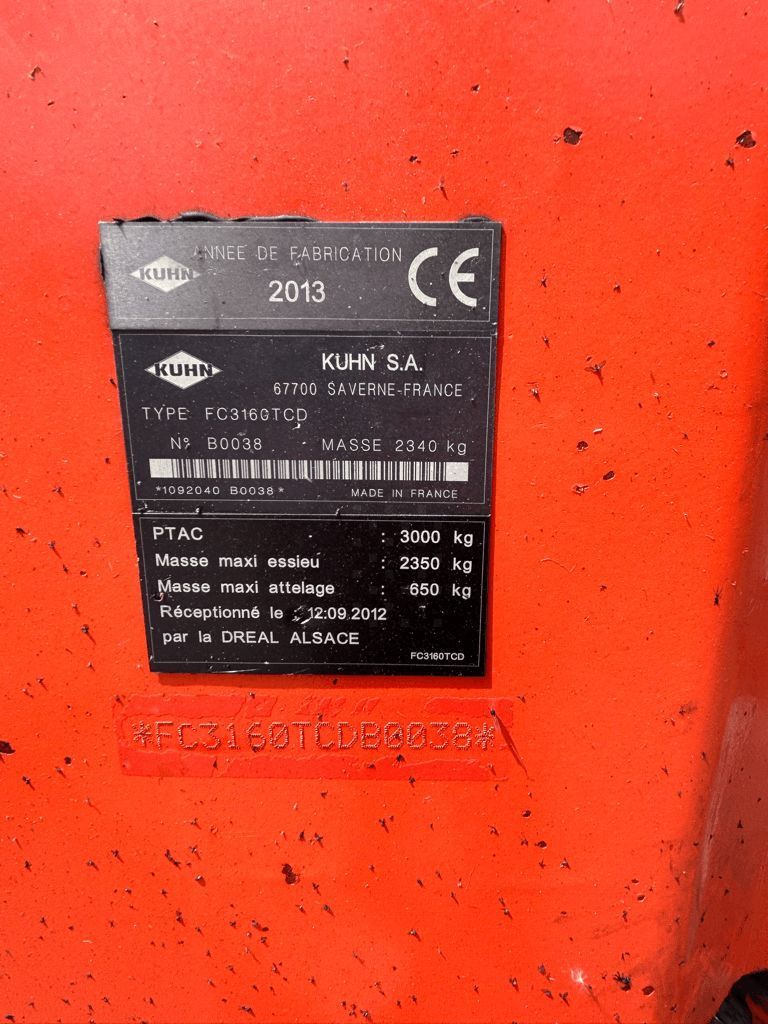 KUHN
ANNEE DE FABRICATION
2013
CE
KUHN
KUHN S.A.
67700 SAVERNE-FRANCE
TYPE FC3160TCD
N° B0038 MASSE 2340 kg
*1092040 B0038*
MADE IN FRANCE
PTAC : 3000 kg
Masse maxi essieu : 2350 kg
Masse maxi attelage : 650 kg
Réceptionné le : 12.09.2012
par la DREAL ALSACE
FC3160TCD
*FC3160TCDB0038*